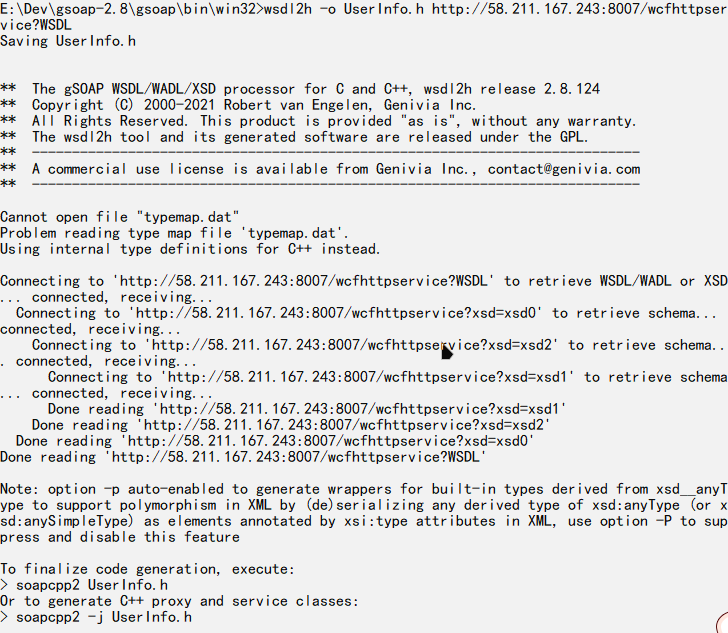 E:\Dev\gsoap-2.8\gsoap\bin\win32>wsdl2h -o UserInfo.h http://58.211.167.243:8007/wcfhttpser
vice?WSDL
Saving UserInfo.h
**  The gSOAP WSDL/WADL/XSD processor for C and C++, wsdl2h release 2.8.124
**  Copyright (C) 2000-2021 Robert van Engelen, Genivia Inc.
**  All Rights Reserved. This product is provided "as is", without any warranty.
**  The wsdl2h tool and its generated software are released under the GPL.
**  ----------------------------------------------------------------------------
**  A commercial use license is available from Genivia Inc., contact@genivia.com
**  ----------------------------------------------------------------------------
Cannot open file "typemap.dat"
Problem reading type map file 'typemap.dat'.
Using internal type definitions for C++ instead.
Connecting to 'http://58.211.167.243:8007/wcfhttpservice?WSDL' to retrieve WSDL/WADL or XSD
... connected, receiving...
  Connecting to 'http://58.211.167.243:8007/wcfhttpservice?xsd=xsd0' to retrieve schema...
connected, receiving...
    Connecting to 'http://58.211.167.243:8007/wcfhttpservice?xsd=xsd2' to retrieve schema..
. connected, receiving...
      Connecting to 'http://58.211.167.243:8007/wcfhttpservice?xsd=xsd1' to retrieve schema
... connected, receiving...
      Done reading 'http://58.211.167.243:8007/wcfhttpservice?xsd=xsd1'
    Done reading 'http://58.211.167.243:8007/wcfhttpservice?xsd=xsd2'
  Done reading 'http://58.211.167.243:8007/wcfhttpservice?xsd=xsd0'
Done reading 'http://58.211.167.243:8007/wcfhttpservice?WSDL'
Note: option -p auto-enabled to generate wrappers for built-in types derived from xsd__anyT
ype to support polymorphism in XML by (de)serializing any derived type of xsd:anyType (or x
sd:anySimpleType) as elements annotated by xsi:type attributes in XML, use option -P to sup
press and disable this feature
To finalize code generation, execute:
> soapcpp2 UserInfo.h
Or to generate C++ proxy and service classes:
> soapcpp2 -j UserInfo.h